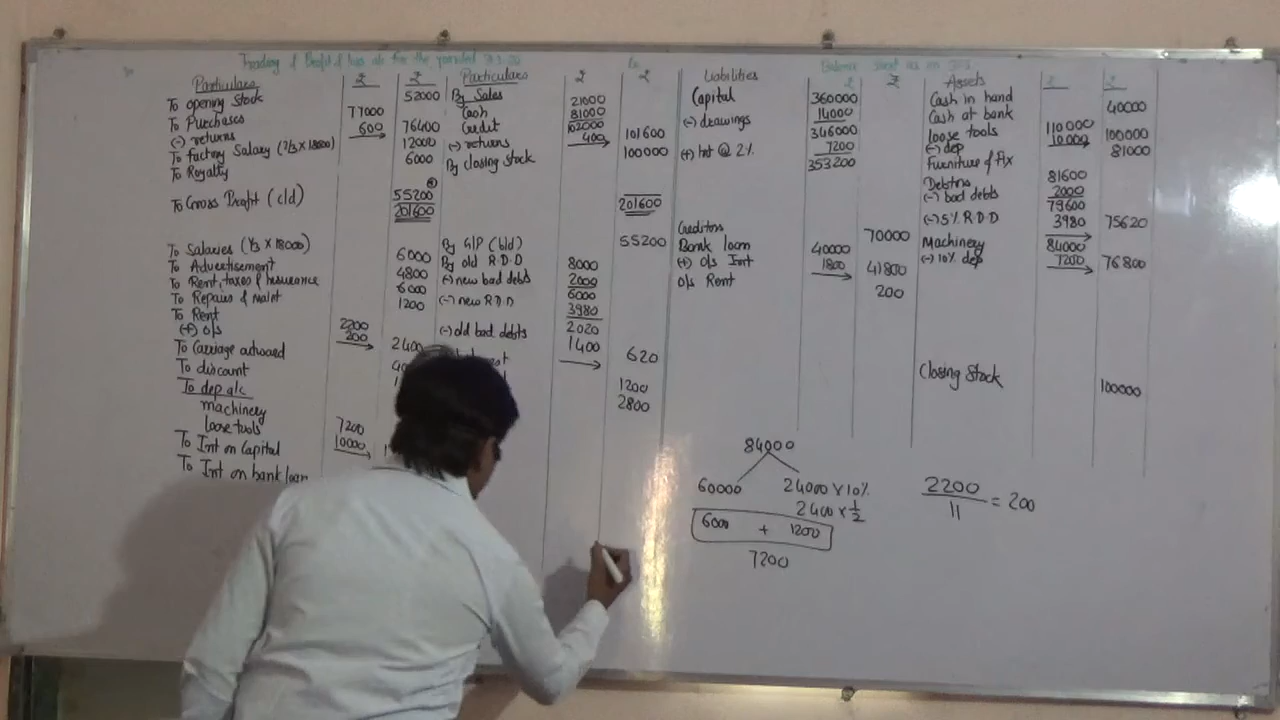 Trading & Profit & loss a/c for the
Particulars
₹
₹
To opening Stock
52000
To Purchases
77000
(-) returns
600
76400
To factory Salary (2/3 × 18000)
12000
To Royalty
6000
To Gross Profit (c/d)
55200
201600
To Salaries (1/3 × 18000)
6000
To Advertisement
4800
To Rent, taxes & insurance
6000
To Repairs & maint
1200
To Rent
2200
(+) o/s
200
2400
To Carriage outward
To discount
To dep a/c
machinery
7200
loose tools
10000
To Int on Capital
To Int on bank loan
Particulars
₹
₹
By Sales
Cash
21000
Credit
81000
102000
(-) returns
400
101600
By closing Stock
100000
201600
By G/P (b/d)
55200
By old R.D.D
8000
(-) new bad debts
2000
6000
(-) new R.D.D
3980
2020
(-) old bad debts
1400
620
1200
2800
Balance Sheet as on
Liabilities
₹
₹
Capital
360000
(-) drawings
14000
346000
(+) Int @ 2%
7200
353200
Creditors
70000
Bank loan
40000
(+) o/s Int
1800
41800
o/s Rent
200
Assets
₹
₹
Cash in hand
40000
Cash at bank
100000
loose tools
110000
(-) dep
10000
Furniture & Fix
81000
Debtors
81600
(-) bad debts
2000
79600
(-) 5% R.D.D
3980
75620
Machinery
84000
(-) 10% dep
7200
76800
Closing Stock
100000
84000
60000
24000 × 10%
2400 × 1/2
6000 + 1200
7200
2200
11
= 200